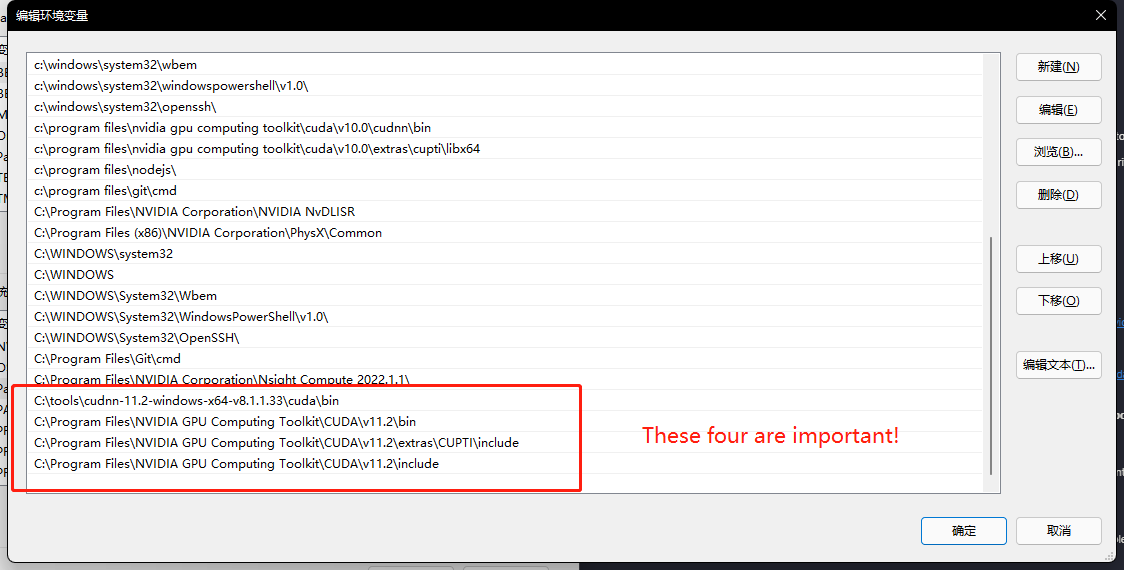 编辑环境变量
c:\windows\system32\wbem
c:\windows\system32\windowspowershell\v1.0\
c:\windows\system32\openssh\
c:\program files\nvidia gpu computing toolkit\cuda\v10.0\cudnn\bin
c:\program files\nvidia gpu computing toolkit\cuda\v10.0\extras\cupti\libx64
c:\program files\nodejs\
c:\program files\git\cmd
C:\Program Files\NVIDIA Corporation\NVIDIA NvDLISR
C:\Program Files (x86)\NVIDIA Corporation\PhysX\Common
C:\WINDOWS\system32
C:\WINDOWS
C:\WINDOWS\System32\Wbem
C:\WINDOWS\System32\WindowsPowerShell\v1.0\
C:\WINDOWS\System32\OpenSSH\
C:\Program Files\Git\cmd
C:\Program Files\NVIDIA Corporation\Nsight Compute 2022.1.1\
C:\tools\cudnn-11.2-windows-x64-v8.1.1.33\cuda\bin
C:\Program Files\NVIDIA GPU Computing Toolkit\CUDA\v11.2\bin
C:\Program Files\NVIDIA GPU Computing Toolkit\CUDA\v11.2\extras\CUPTI\include
C:\Program Files\NVIDIA GPU Computing Toolkit\CUDA\v11.2\include
These four are important!
新建(N)
编辑(E)
浏览(B)...
删除(D)
上移(U)
下移(O)
编辑文本(T)...
确定
取消